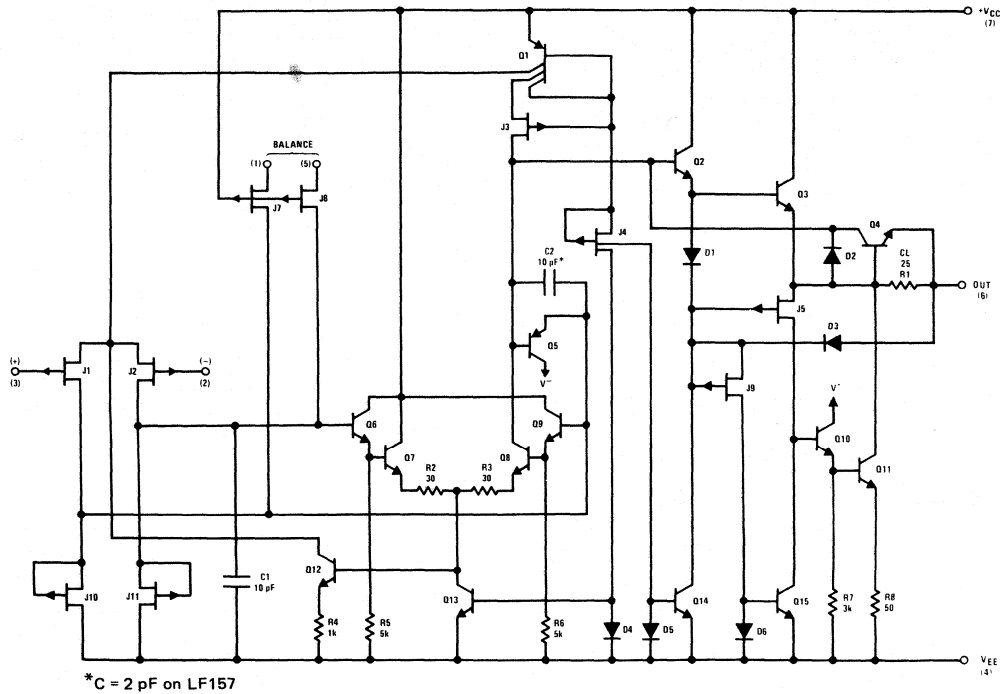 +VCC
(7)
Q1
J3
BALANCE
(1)
(5)
Q2
Q3
J7
J8
J4
Q4
C2
10 pF*
D1
D2
CL
25
R1
OUT
(6)
J5
(+)
(3)
J1
J2
(-)
(2)
Q5
V-
D3
J9
V+
Q6
Q9
Q7
Q8
Q10
R2
30
R3
30
Q11
Q12
C1
10 pF
Q13
J10
J11
Q14
Q15
R4
1k
R5
5k
R6
5k
D4
D5
D6
R7
3k
R8
50
VEE
(4)
*C = 2 pF on LF157